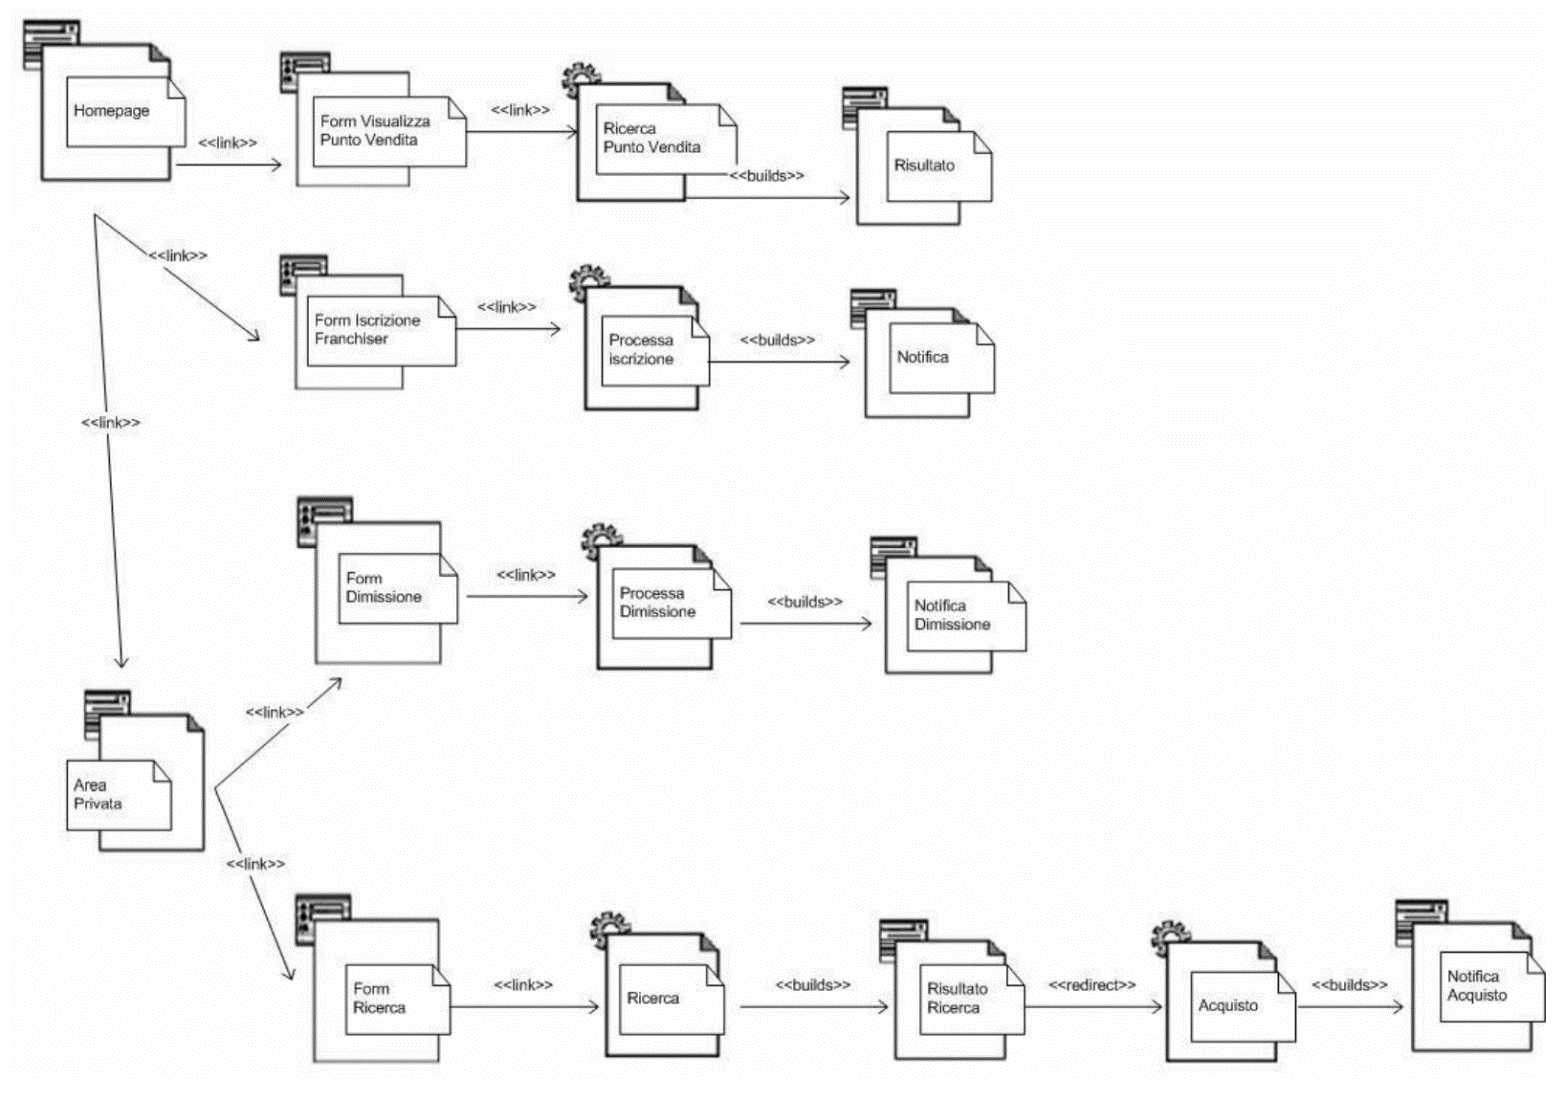 Homepage
<<link>>
Form Visualizza
Punto Vendita
<<link>>
Ricerca
Punto Vendita
<<builds>>
Risultato
<<link>>
Form Iscrizione
Franchiser
<<link>>
Processa
iscrizione
<<builds>>
Notifica
<<link>>
Form
Dimissione
<<link>>
Processa
Dimissione
<<builds>>
Notifica
Dimissione
<<link>>
Area
Privata
<<link>>
Form
Ricerca
<<link>>
Ricerca
<<builds>>
Risultato
Ricerca
<<redirect>>
Acquisto
<<builds>>
Notifica
Acquisto